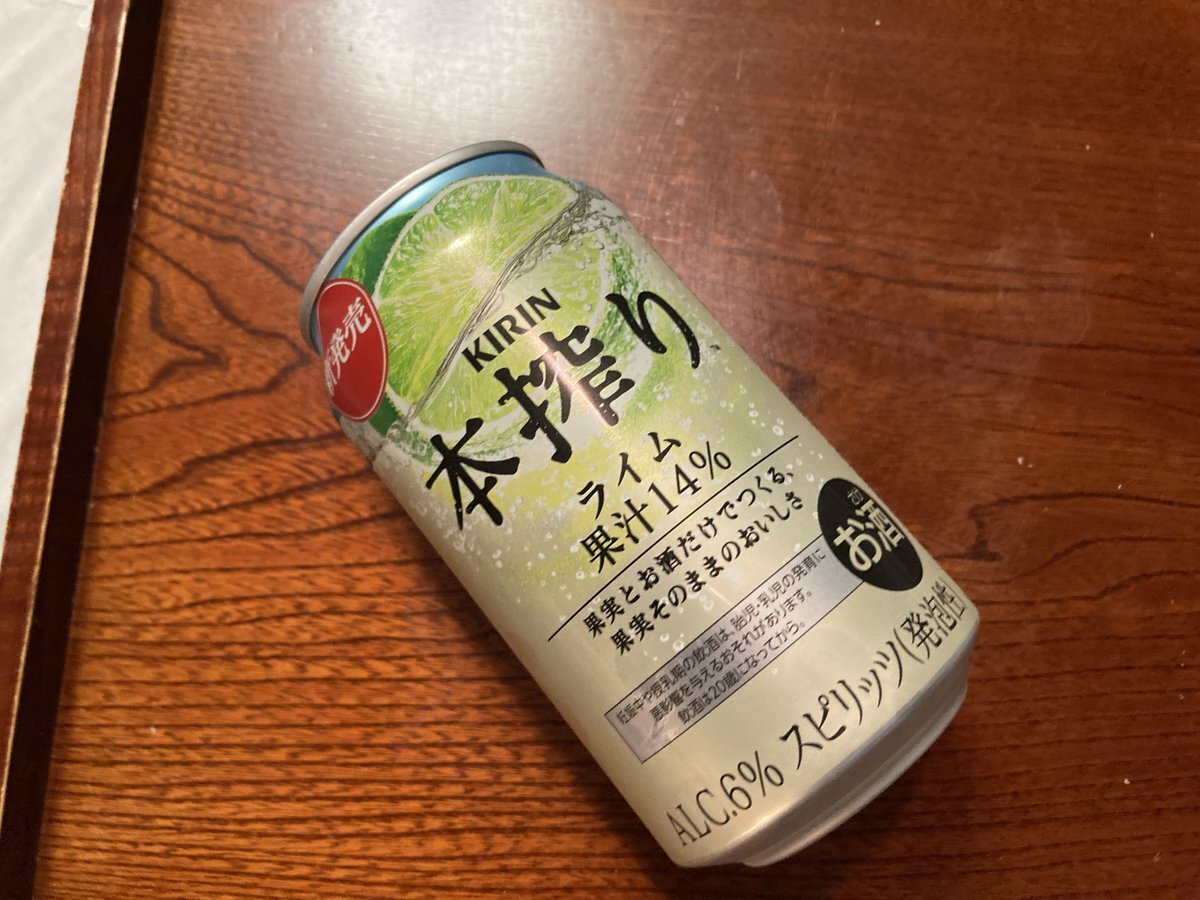 新発売
KIRIN
本搾り
ライム
果汁14%
果実とお酒だけでつくる、
果実そのままのおいしさ
お酒
妊娠中や授乳期の飲酒は、胎児・乳児の発育に
悪影響を与えるおそれがあります。
飲酒は20歳になってから。
ALC.6% スピリッツ(発泡性)